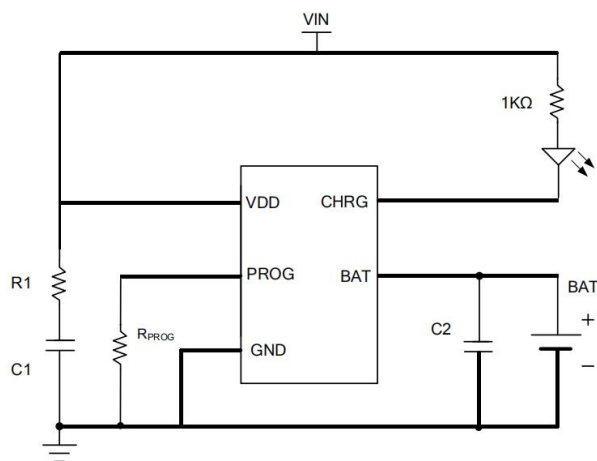 VIN
1KΩ
VDD
CHRG
R1
PROG
BAT
BAT
+
RPROG
C2
GND
C1
−